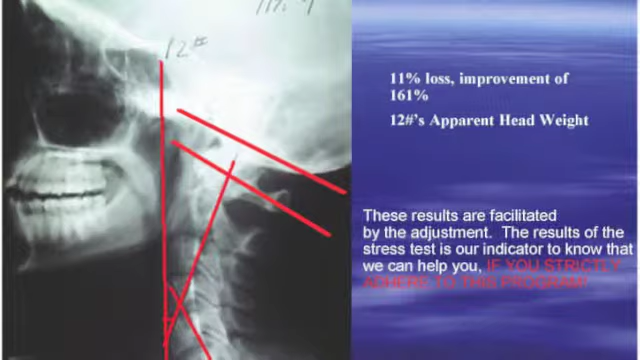 12#
11% loss, improvement of
161%
12#'s Apparent Head Weight
These results are facilitated
by the adjustment. The results of the
stress test is our indicator to know that
we can help you, IF YOU STRICTLY
ADHERE TO THIS PROGRAM!